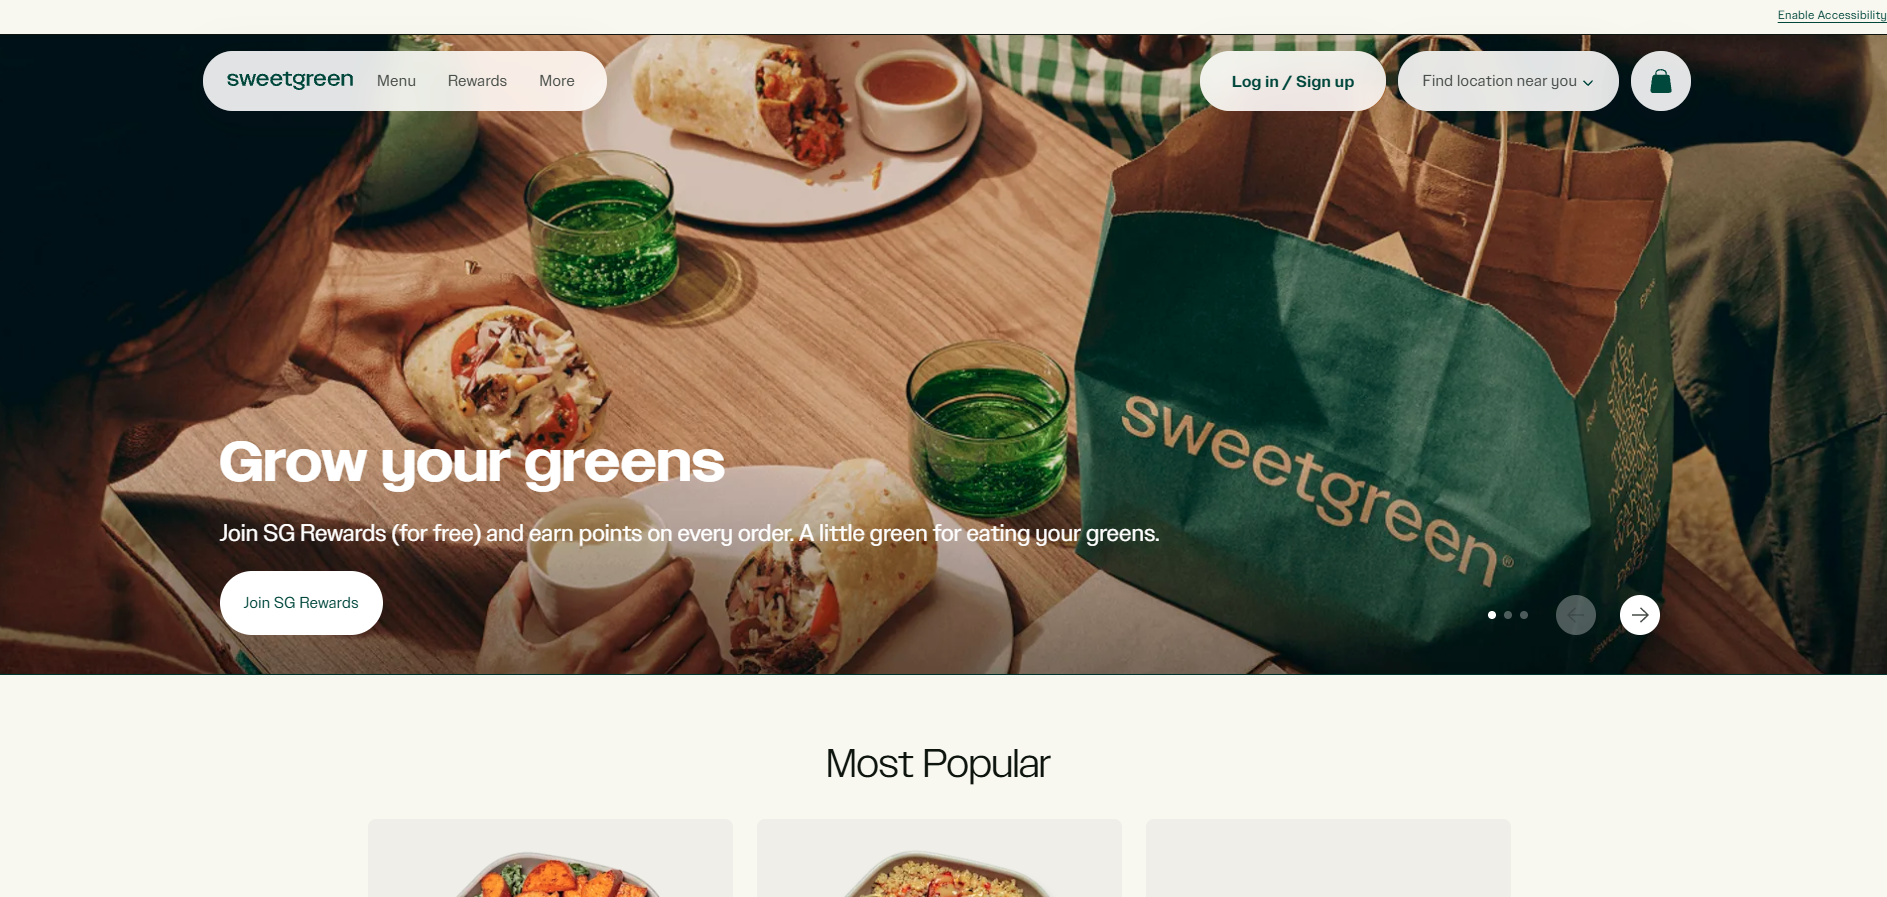 Enable Accessibility
sweetgreen Menu Rewards More Log in / Sign up Find location near you
sweetgreen®
Grow your greens
Join SG Rewards (for free) and earn points on every order. A little green for eating your greens.
Join SG Rewards
Most Popular